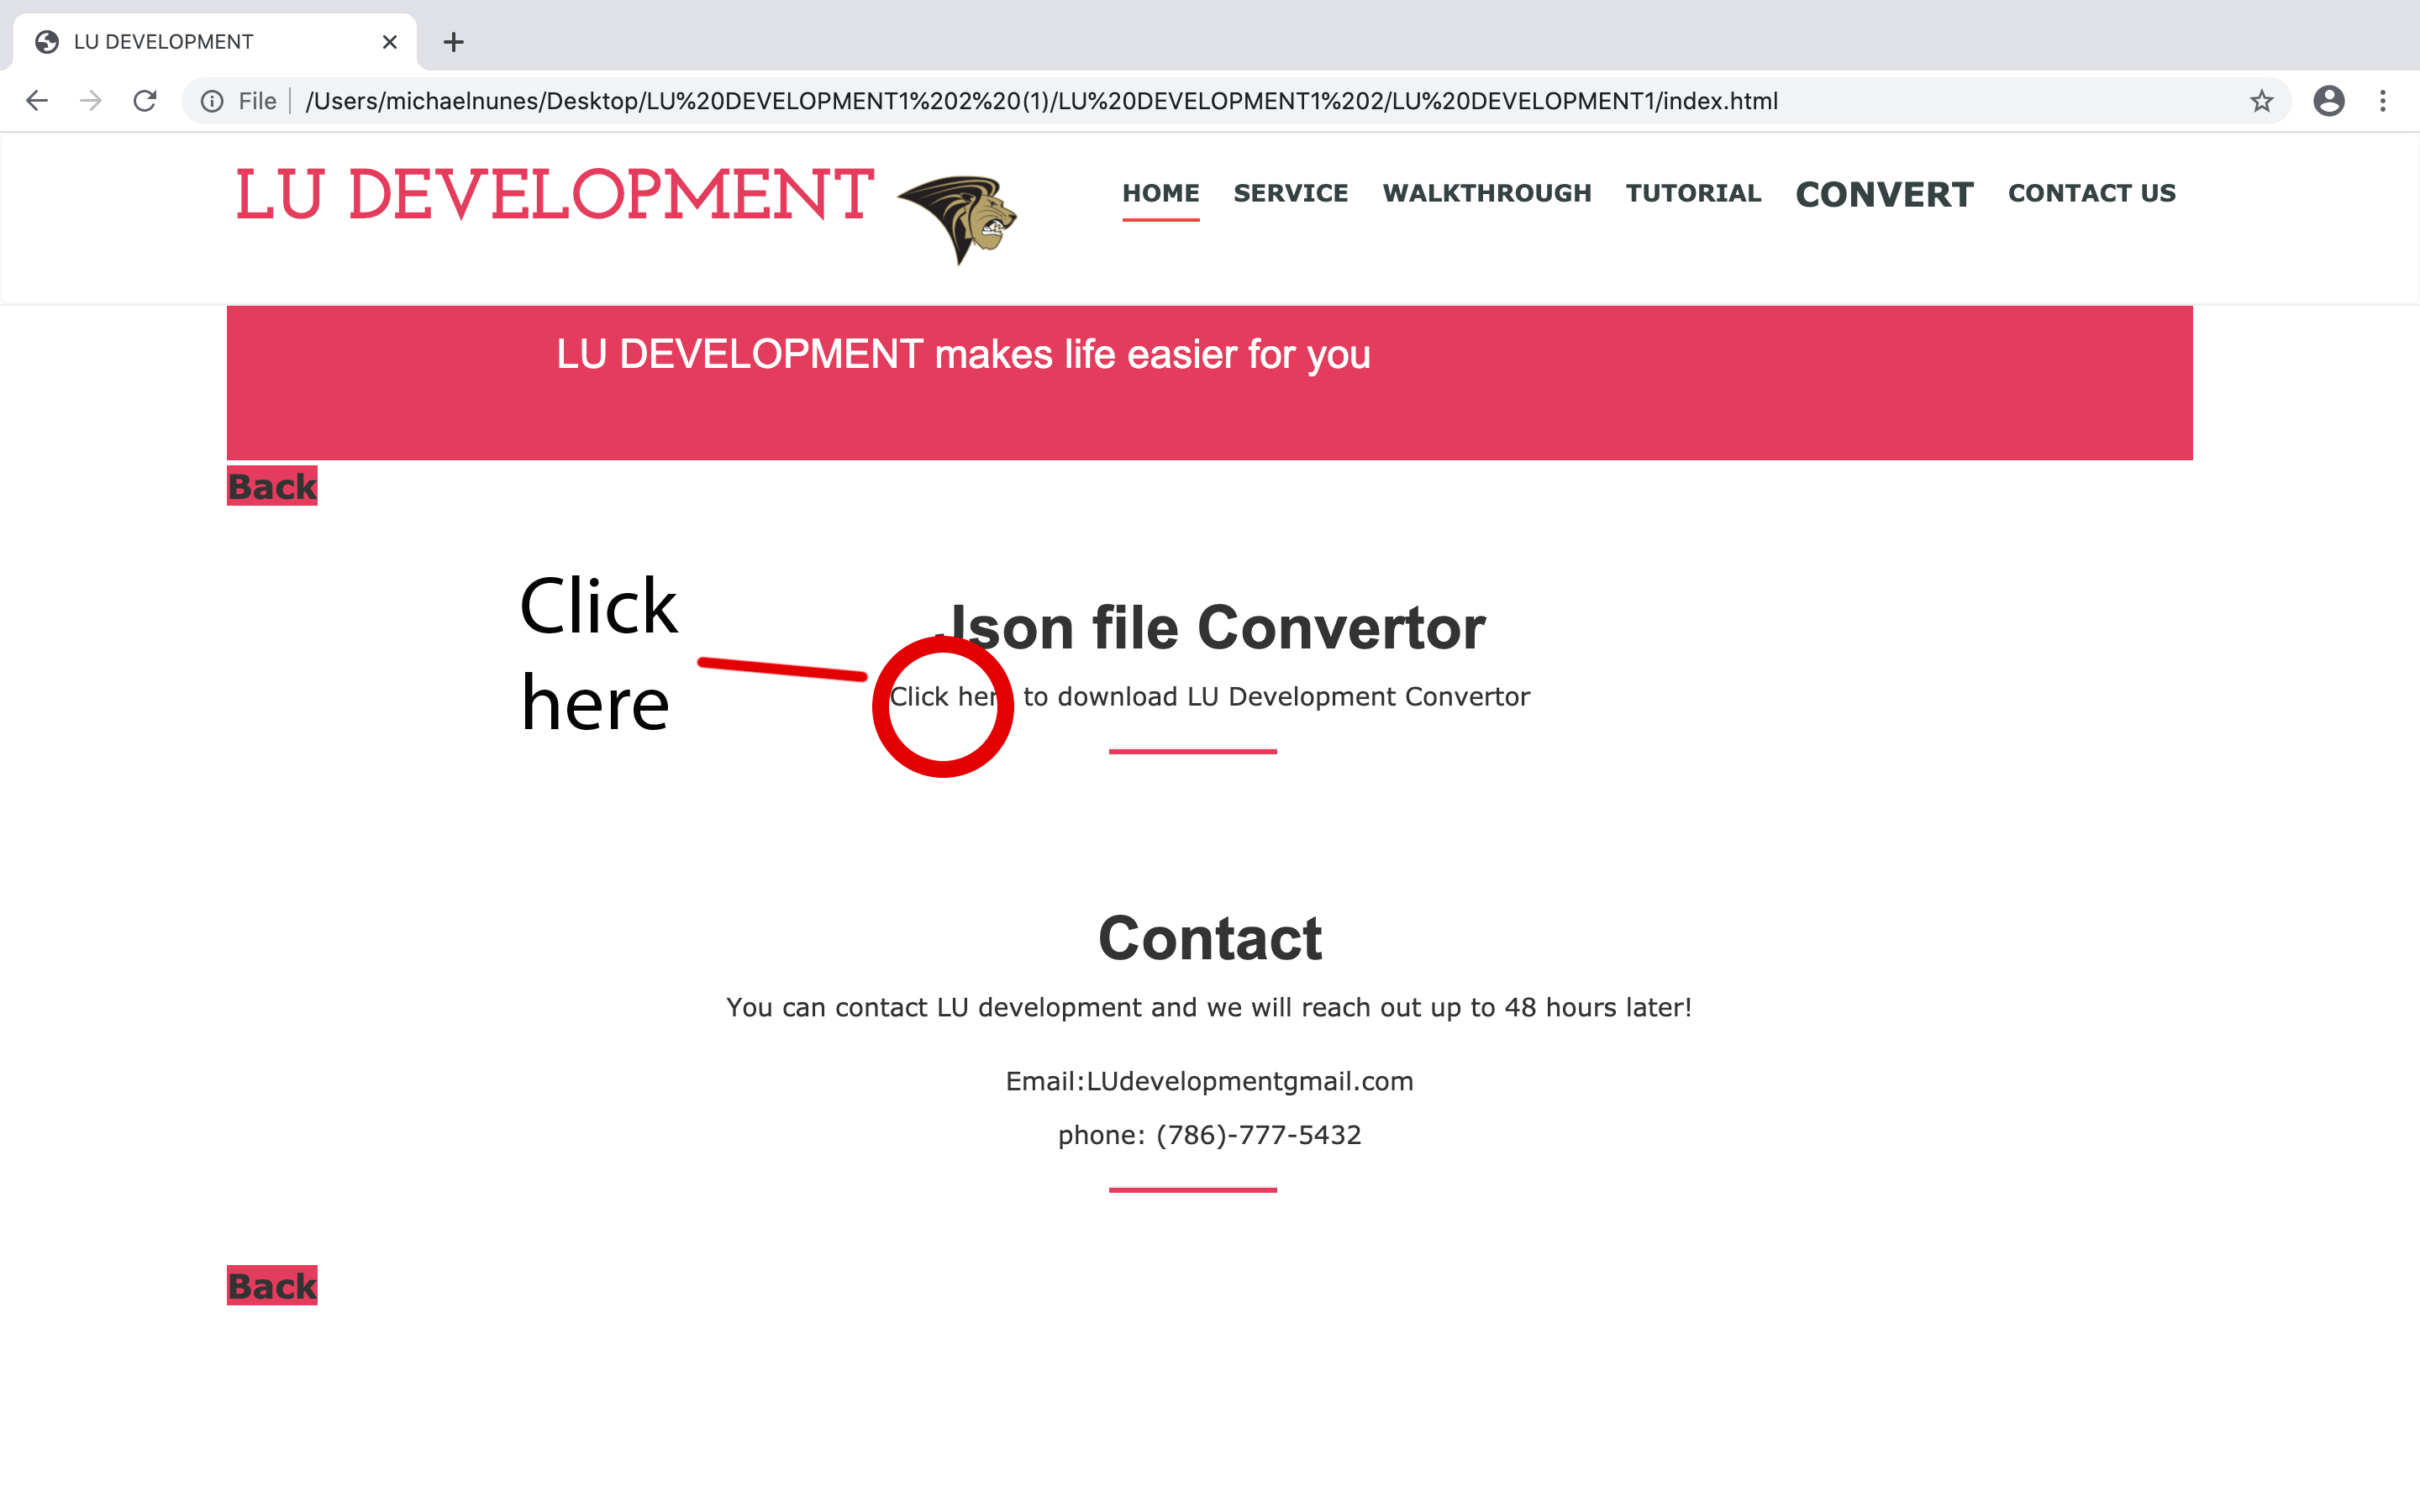 LU DEVELOPMENT
File
/Users/michaelnunes/Desktop/LU%20DEVELOPMENT1%202%20(1)/LU%20DEVELOPMENT1%202/LU%20DEVELOPMENT1/index.html
LU DEVELOPMENT
HOME SERVICE WALKTHROUGH TUTORIAL CONVERT CONTACT US
LU DEVELOPMENT makes life easier for you
Back
Click
here
Json file Convertor
Click here to download LU Development Convertor
Contact
You can contact LU development and we will reach out up to 48 hours later!
Email:LUdevelopmentgmail.com
phone: (786)-777-5432
Back